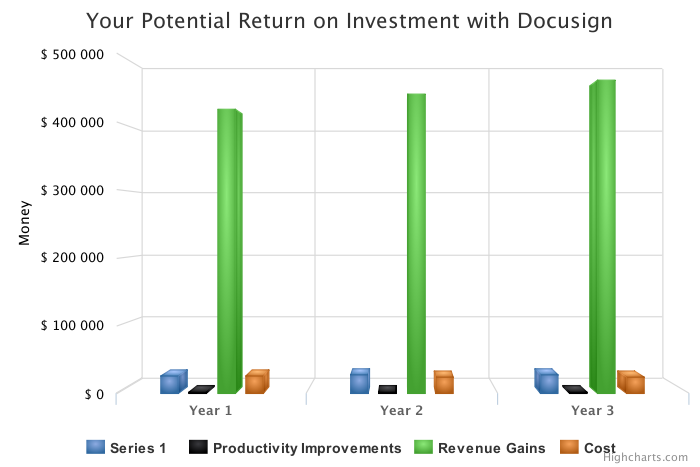 Your Potential Return on Investment with Docusign
$ 500 000
$ 400 000
$ 300 000
$ 200 000
$ 100 000
$ 0
Money
Year 1
Year 2
Year 3
Series 1
Productivity Improvements
Revenue Gains
Cost
Highcharts.com